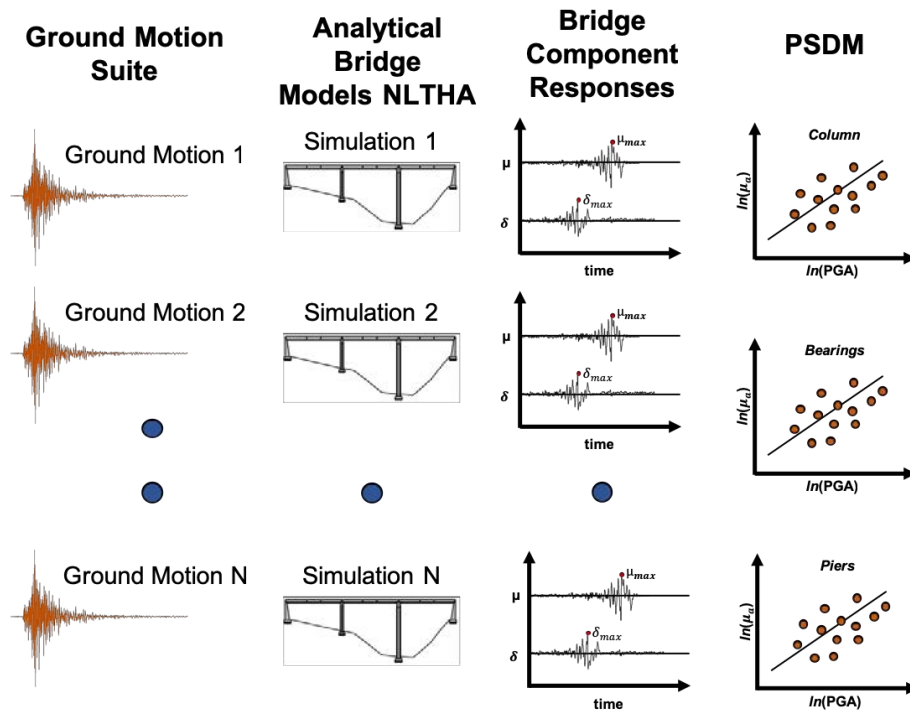 Ground Motion
Suite
Analytical
Bridge
Models NLTHA
Bridge
Component
Responses
PSDM
Ground Motion 1
Simulation 1
μ
μmax
δ
δmax
time
Column
ln(μa)
ln(PGA)
Ground Motion 2
Simulation 2
μ
μmax
δ
δmax
time
Bearings
ln(μa)
ln(PGA)
Ground Motion N
Simulation N
μ
μmax
δ
δmax
time
Piers
ln(μa)
ln(PGA)